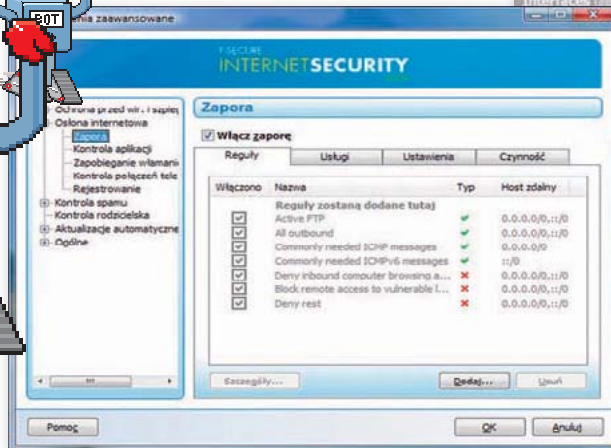 BOT
nia zaawansowane
F-SECURE
INTERNET SECURITY
Ochrona przed wir. i szpieg
Osłona internetowa
Zapora
Kontrola aplikacji
Zapobieganie włamani
Kontrola połączeń tele
Rejestrowanie
Kontrola spamu
Kontrola rodzicielska
Aktualizacje automatyczne
Ogólne
Zapora
Włącz zaporę
Reguły Usługi Ustawienia Czynność
Włączono Nazwa Typ Host zdalny
Reguły zostaną dodane tutaj
Active FTP 0.0.0.0/0,::/0
All outbound 0.0.0.0/0,::/0
Commonly needed ICMP messages 0.0.0.0/0
Commonly needed ICMPv6 messages ::/0
Deny inbound computer browsing a... 0.0.0.0/0,::/0
Block remote access to vulnerable l... 0.0.0.0/0,::/0
Deny rest 0.0.0.0/0,::/0
Szczegóły... Dodaj... Usuń
Pomoc OK Anuluj